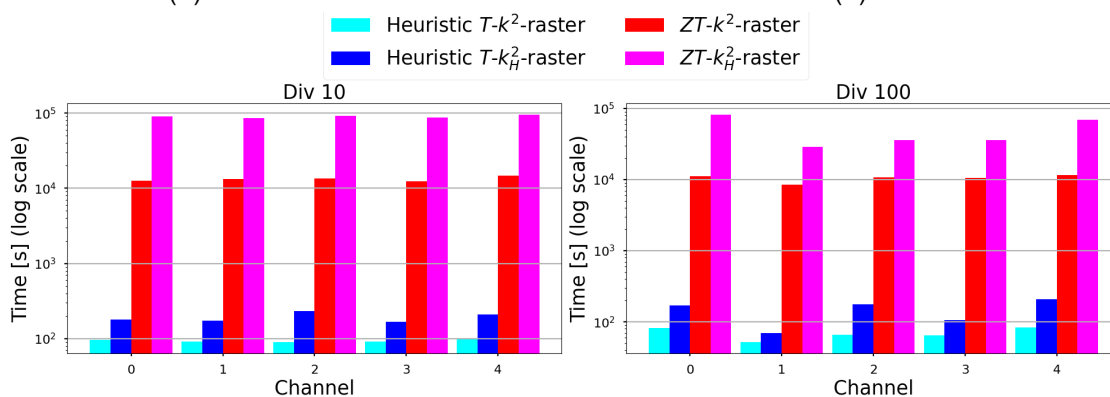 Heuristic T-k²-raster
ZT-k²-raster
Heuristic T-k²_H-raster
ZT-k²_H-raster
Div 10
Div 100
Time [s] (log scale)
10⁵
10⁴
10³
10²
0 1 2 3 4
Channel
Time [s] (log scale)
10⁵
10⁴
10³
10²
0 1 2 3 4
Channel